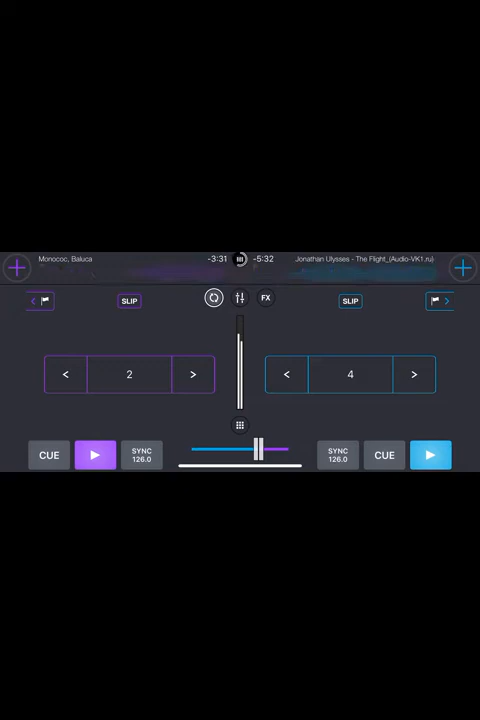 Monococ, Baluca
-3:31
-5:32
Jonathan Ulysses - The Flight_(Audio-VK1.ru)
SLIP
FX
SLIP
< 2 >
< 4 >
CUE
SYNC
126.0
SYNC
126.0
CUE